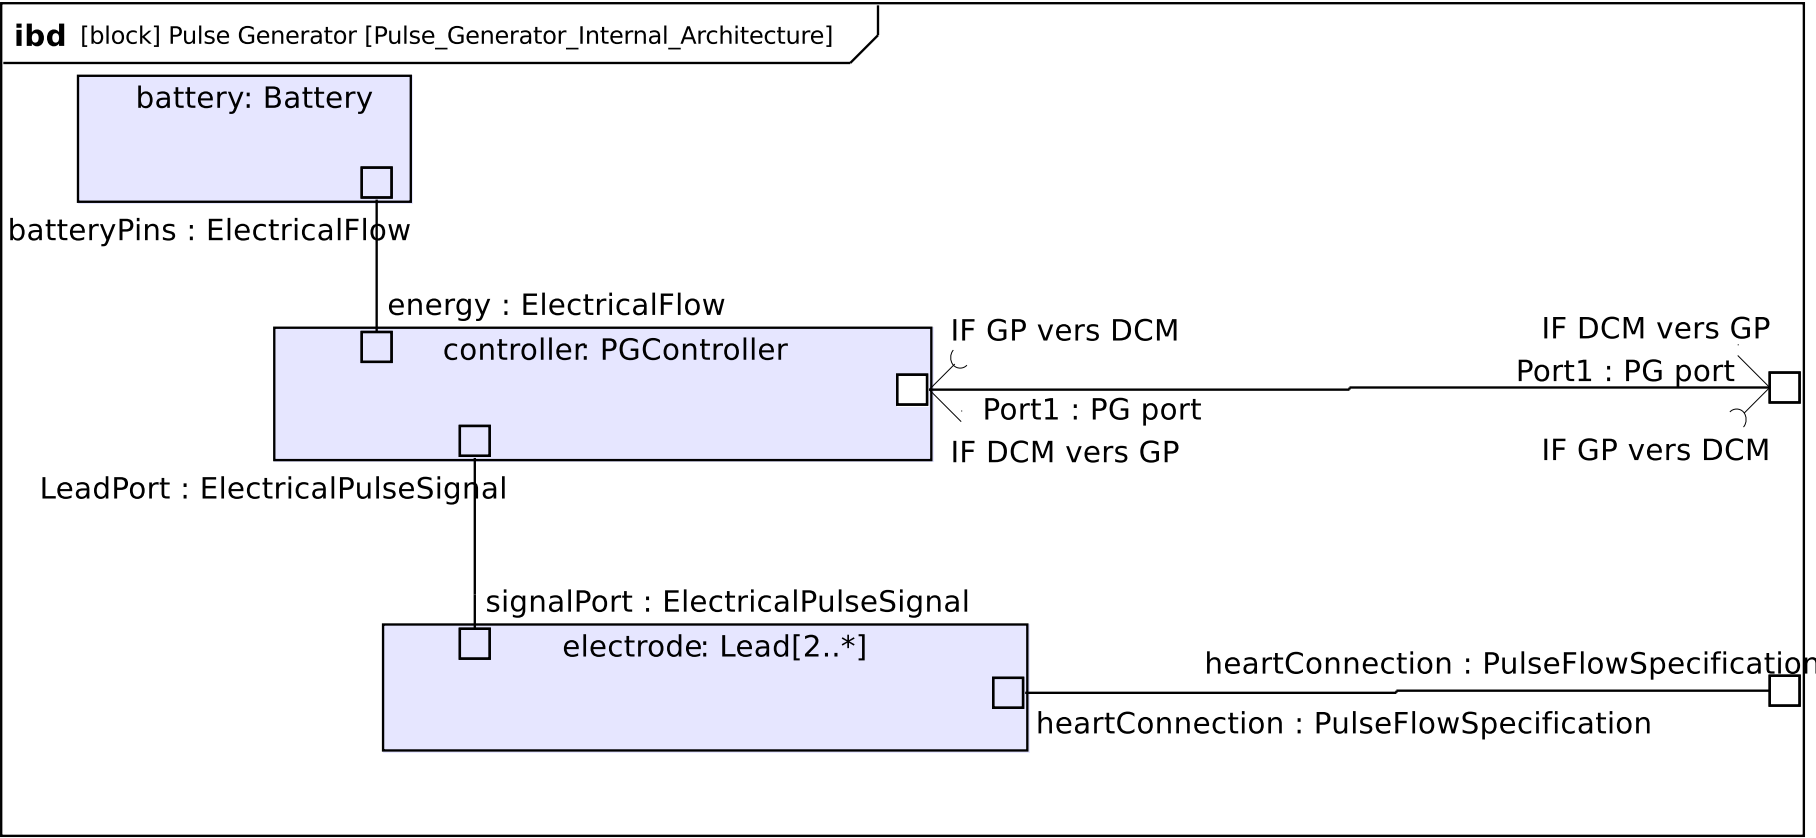 ibd [block] Pulse Generator [Pulse_Generator_Internal_Architecture]
battery: Battery
batteryPins : ElectricalFlow
energy : ElectricalFlow
controller: PGController
IF GP vers DCM
IF DCM vers GP
Port1 : PG port
Port1 : PG port
IF DCM vers GP
IF GP vers DCM
LeadPort : ElectricalPulseSignal
signalPort : ElectricalPulseSignal
electrode: Lead[2..*]
heartConnection : PulseFlowSpecification
heartConnection : PulseFlowSpecification